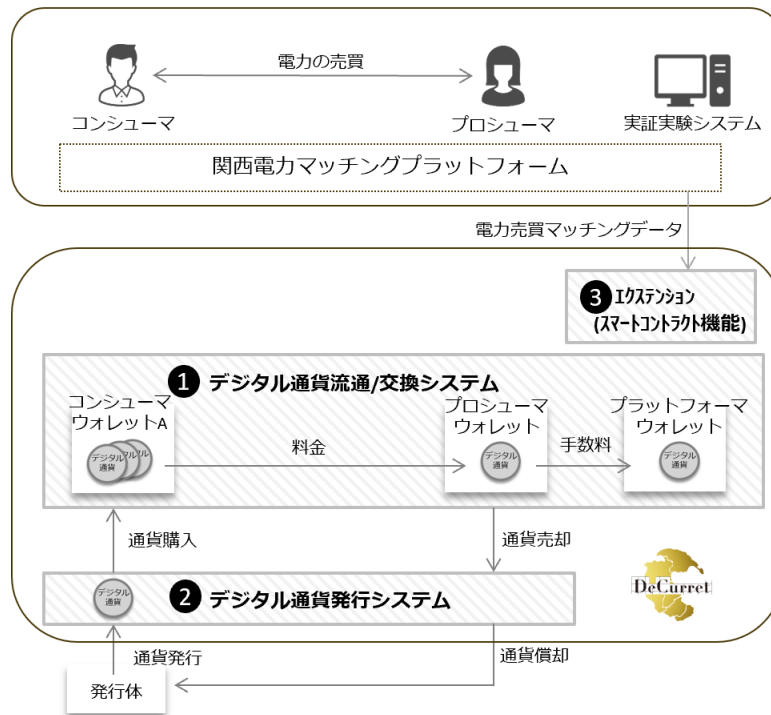 電力の売買
コンシューマ
プロシューマ
実証実験システム
関西電力マッチングプラットフォーム
電力売買マッチングデータ
3 エクステンション
(スマートコントラクト機能)
1 デジタル通貨流通/交換システム
コンシューマ
ウォレットA
プロシューマ
ウォレット
プラットフォーマ
ウォレット
デジタル
通貨
タル
タル
料金
デジタル
通貨
手数料
デジタル
通貨
通貨購入
通貨売却
デジタル
通貨
2 デジタル通貨発行システム
DeCurret
通貨発行
通貨償却
発行体